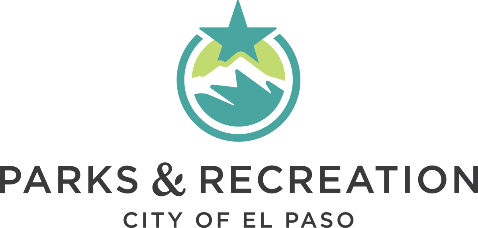 PARKS & RECREATION
CITY OF EL PASO